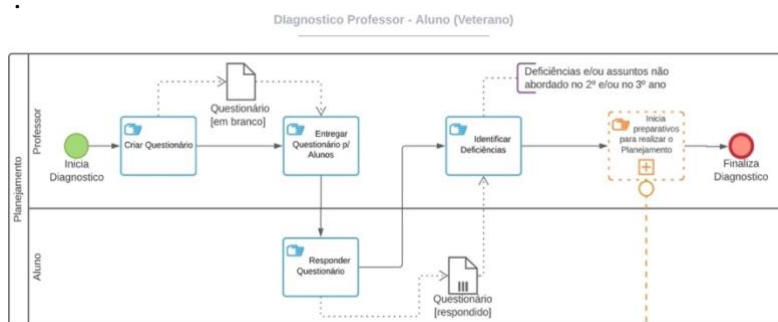 DIagnostico Professor - Aluno (Veterano)
Planejamento
Professor
Inicia
Diagnostico
Criar Questionário
Questionário
[em branco]
Entregar
Questionário p/
Alunos
Identificar
Deficiências
Deficiências e/ou assuntos não
abordado no 2º e/ou no 3º ano
Inicia
preparativos
para realizar o
Planejamento
Finaliza
Diagnostico
Aluno
Responder
Questionário
Questionário
[respondido]